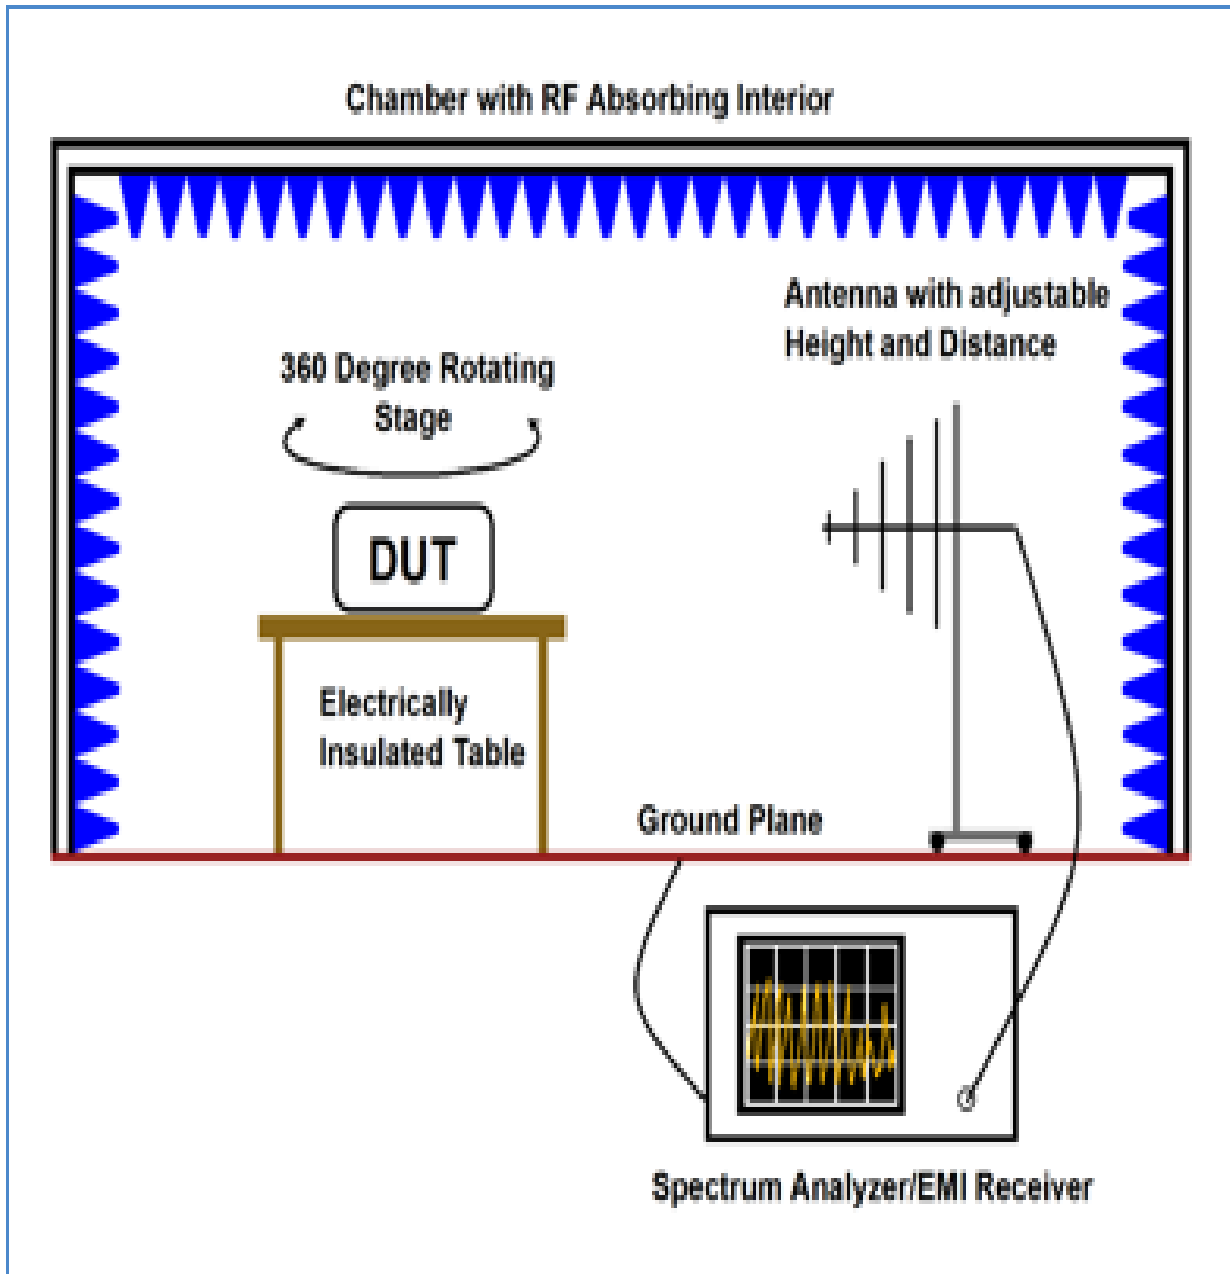 Chamber with RF Absorbing Interior
Antenna with adjustable
Height and Distance
360 Degree Rotating
Stage
DUT
Electrically
Insulated Table
Ground Plane
Spectrum Analyzer/EMI Receiver